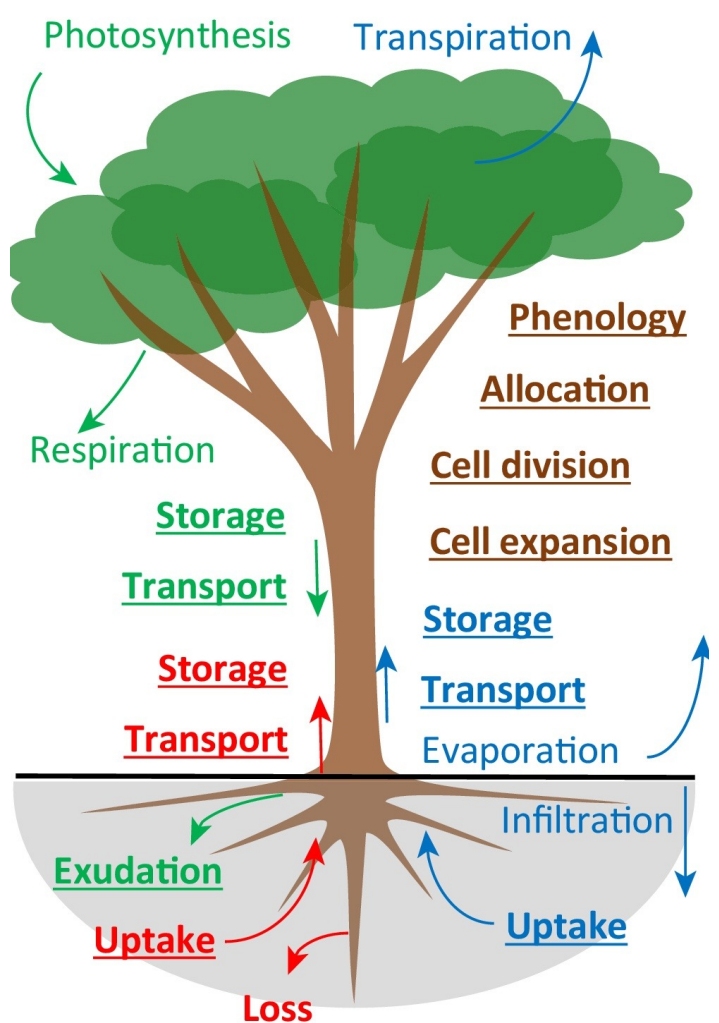 Photosynthesis
Transpiration
Phenology
Allocation
Respiration
Cell division
Storage
Cell expansion
Transport
Storage
Storage
Transport
Transport
Evaporation
Infiltration
Exudation
Uptake
Uptake
Loss